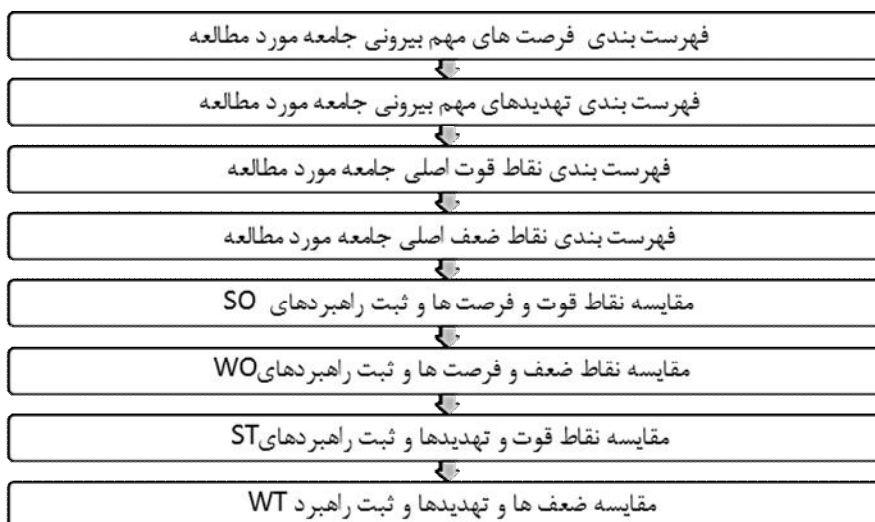 فهرست بندی فرصت های مهم بیرونی جامعه مورد مطالعه
فهرست بندی تهدیدهای مهم بیرونی جامعه مورد مطالعه
فهرست بندی نقاط قوت اصلی جامعه مورد مطالعه
فهرست بندی نقاط ضعف اصلی جامعه مورد مطالعه
مقایسه نقاط قوت و فرصت ها و ثبت راهبردهای SO
مقایسه نقاط ضعف و فرصت ها و ثبت راهبردهایWO
مقایسه نقاط قوت و تهدیدها و ثبت راهبردهایST
مقایسه ضعف ها و تهدیدها و ثبت راهبرد WT